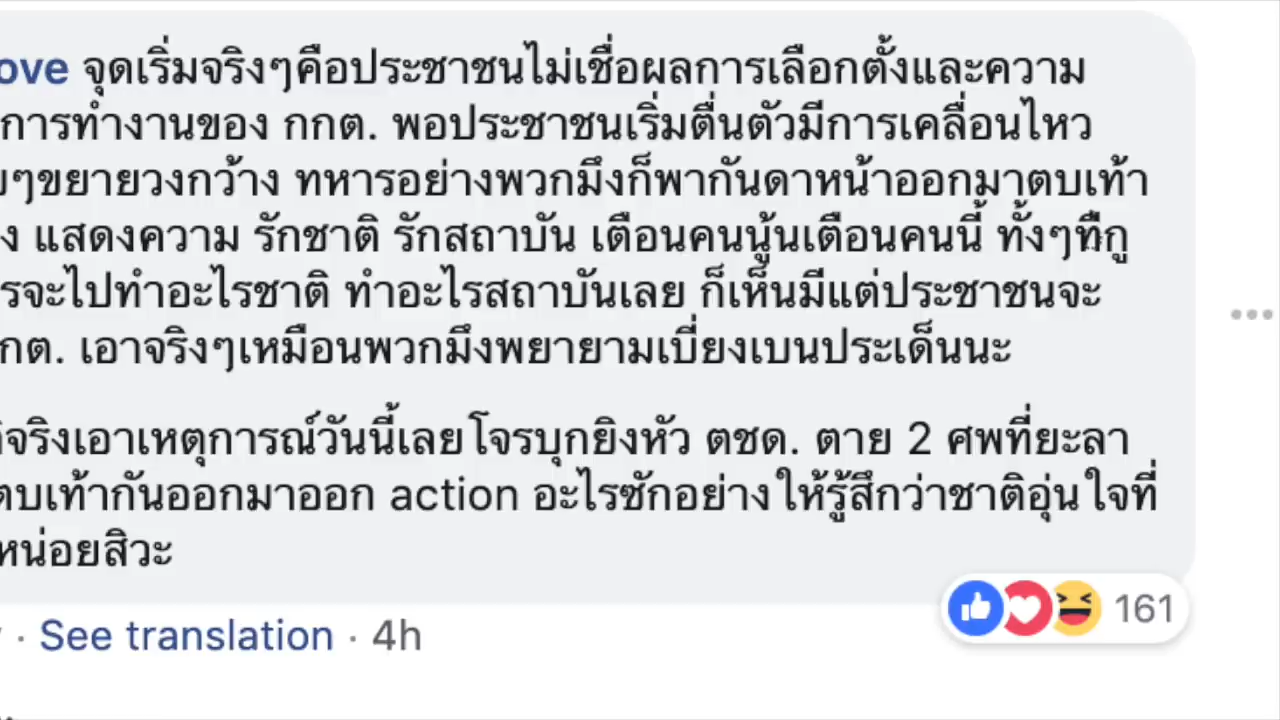 ove จุดเริ่มจริงๆคือประชาชนไม่เชื่อผลการเลือกตั้งและความ
การทำงานของ กกต. พอประชาชนเริ่มตื่นตัวมีการเคลื่อนไหว
ๆขยายวงกว้าง ทหารอย่างพวกมึงก็พากันดาหน้าออกมาตบเท้า
ง แสดงความ รักชาติ รักสถาบัน เตือนคนนู้นเตือนคนนี้ ทั้งๆที่กู
รจะไปทำอะไรชาติ ทำอะไรสถาบันเลย ก็เห็นมีแต่ประชาชนจะ
กต. เอาจริงๆเหมือนพวกมึงพยายามเบี่ยงเบนประเด็นนะ
จริงเอาเหตุการณ์วันนี้เลยโจรบุกยิงหัว ตชด. ตาย 2 ศพที่ยะลา
ตบเท้ากันออกมาออก action อะไรซักอย่างให้รู้สึกว่าชาติอุ่นใจที่
หน่อยสิวะ
161
· See translation · 4h